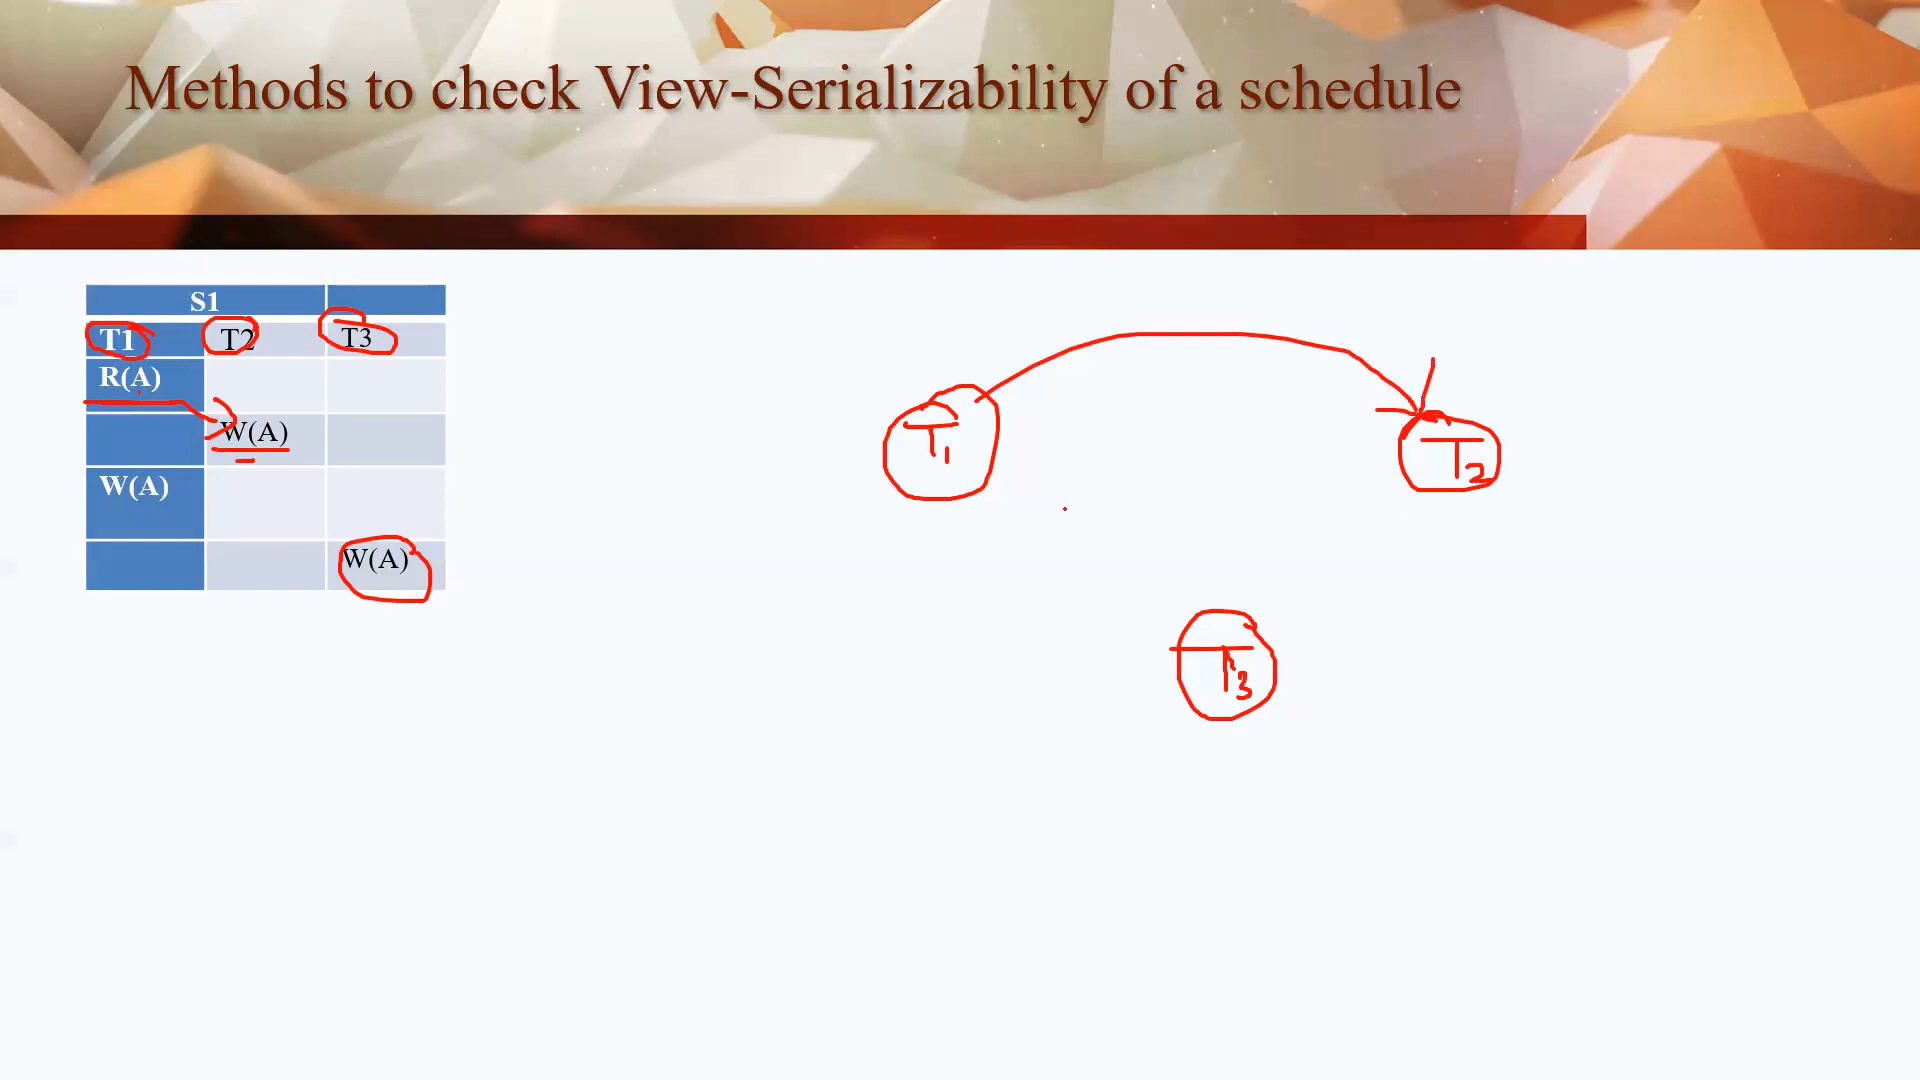 Methods to check View-Serializability of a schedule
S1
T1 T2 T3
R(A)
W(A)
W(A)
W(A)
T1 T2
T3